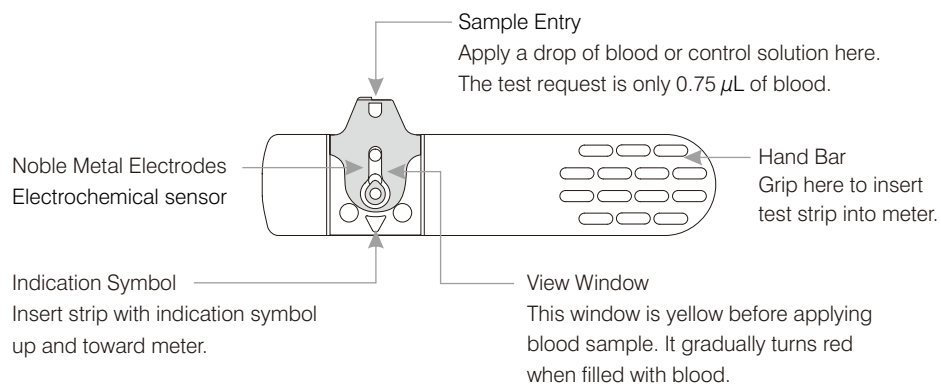 Sample Entry
Apply a drop of blood or control solution here.
The test request is only 0.75 μL of blood.
Noble Metal Electrodes
Electrochemical sensor
Hand Bar
Grip here to insert
test strip into meter.
Indication Symbol
Insert strip with indication symbol
up and toward meter.
View Window
This window is yellow before applying
blood sample. It gradually turns red
when filled with blood.